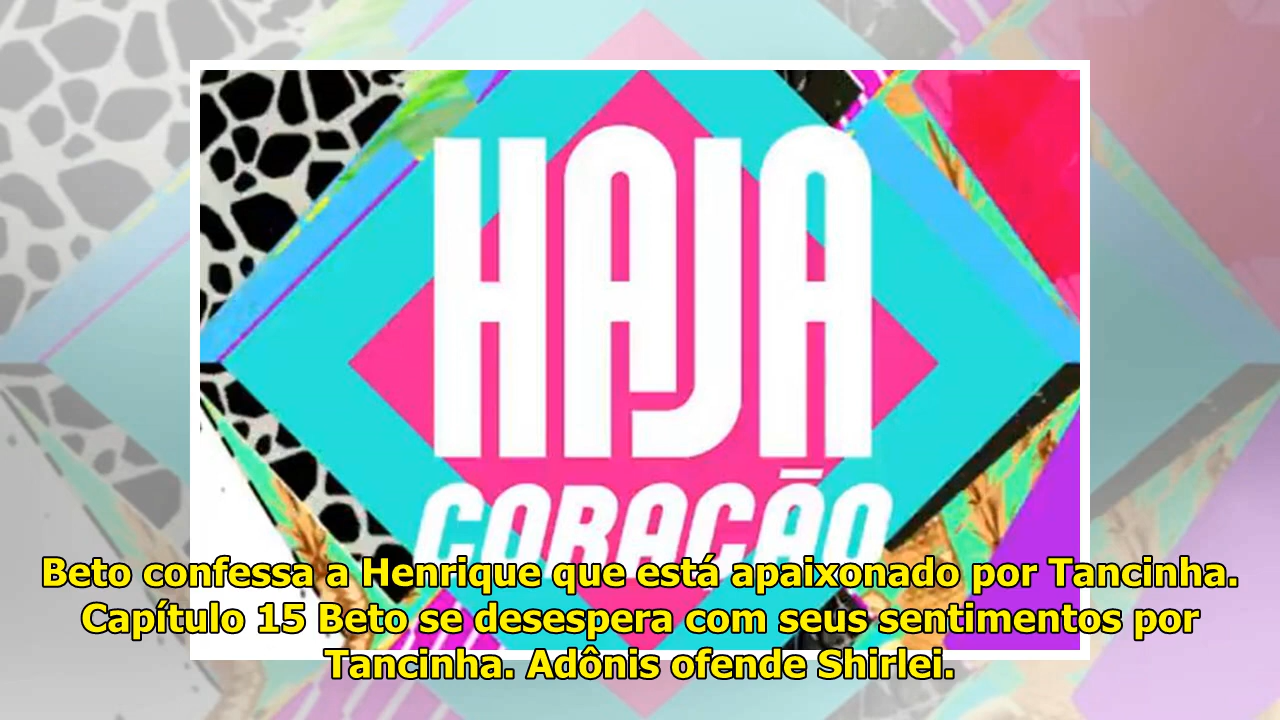 HAJA
CORAÇÃO
Beto confessa a Henrique que está apaixonado por Tancinha.
Capítulo 15 Beto se desespera com seus sentimentos por
Tancinha. Adônis ofende Shirlei.